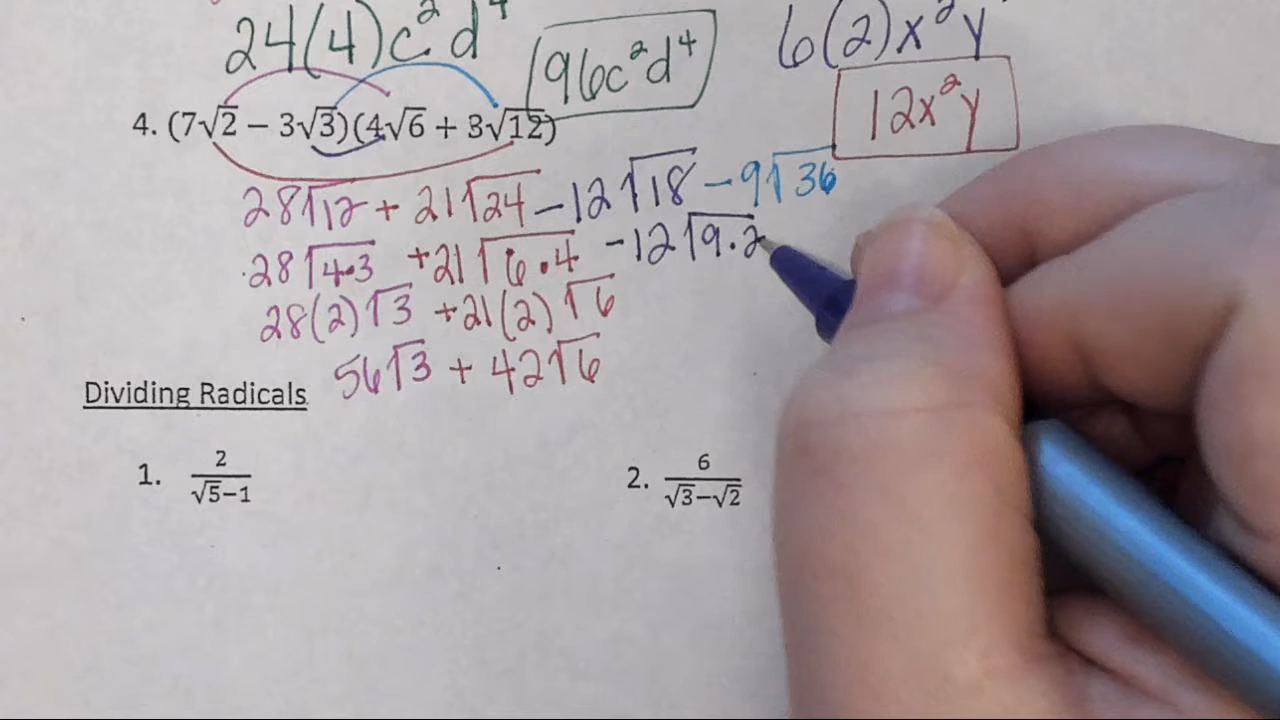 24(4)c²d⁴
96c²d⁴
6(2)x²y
12x²y
4. (7√2 − 3√3)(4√6 + 3√12)
28√12 + 21√24 − 12√18 − 9√36
28√4·3 + 21√6·4 − 12√9·2
28(2)√3 + 21(2)√6
56√3 + 42√6
Dividing Radicals
1. 2/(√5−1)
2. 6/(√3−√2)